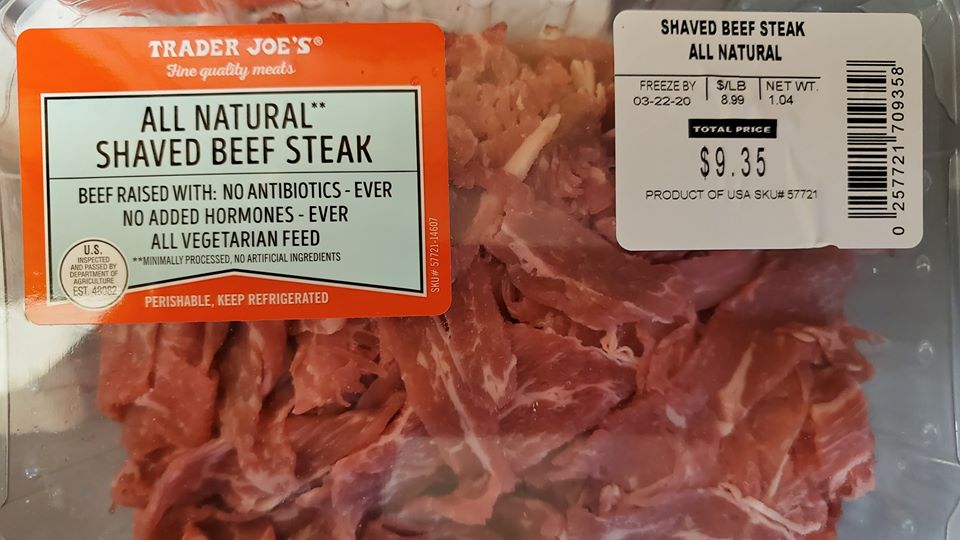 TRADER JOE'S®
Fine quality meats
ALL NATURAL**
SHAVED BEEF STEAK
BEEF RAISED WITH: NO ANTIBIOTICS - EVER
NO ADDED HORMONES - EVER
ALL VEGETARIAN FEED
**MINIMALLY PROCESSED, NO ARTIFICIAL INGREDIENTS
U.S.
INSPECTED
AND PASSED BY
DEPARTMENT OF
AGRICULTURE
EST. 48082
PERISHABLE, KEEP REFRIGERATED
SKU# 57721-14607
SHAVED BEEF STEAK
ALL NATURAL
FREEZE BY $/LB NET WT.
03-22-20 8.99 1.04
TOTAL PRICE
$9.35
PRODUCT OF USA SKU# 57721
0 257721 709358